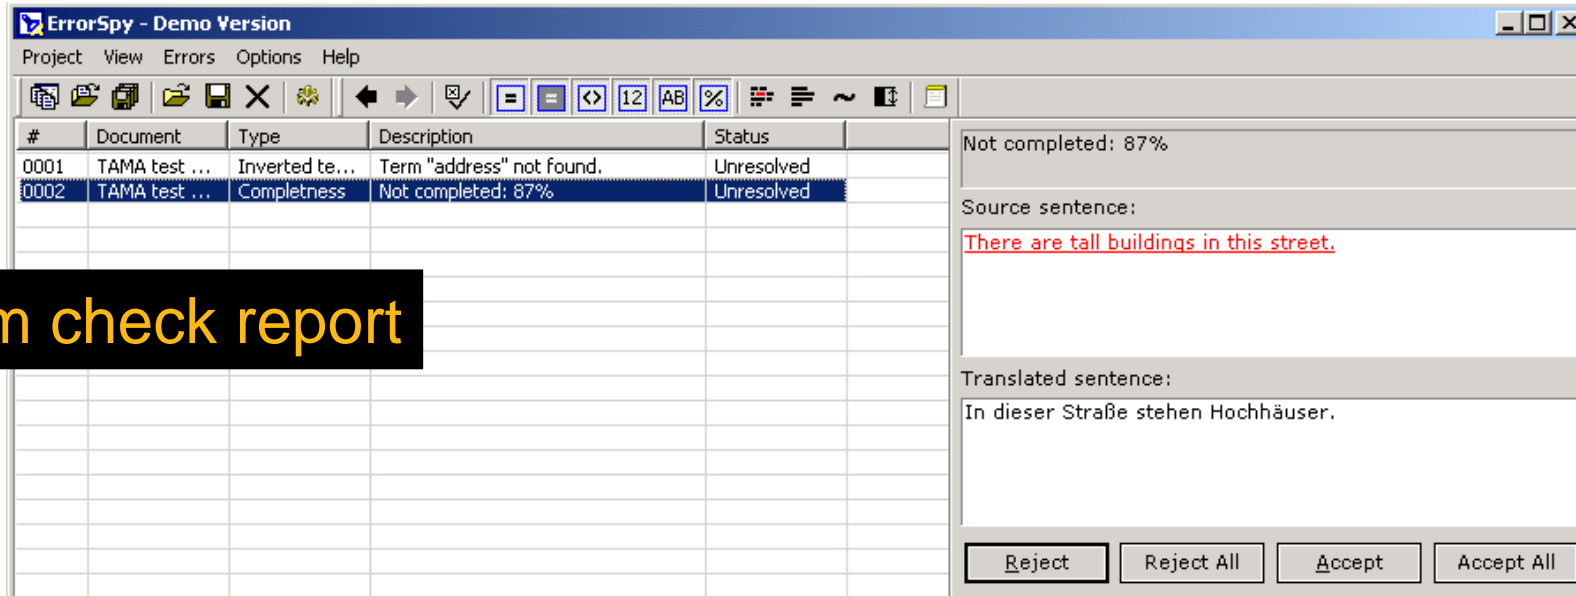 ErrorSpy - Demo Version
Project View Errors Options Help
= = <> 12 AB %
# Document Type Description Status
0001 TAMA test ... Inverted te... Term "address" not found. Unresolved
0002 TAMA test ... Completness Not completed: 87% Unresolved
m check report
Not completed: 87%
Source sentence:
There are tall buildings in this street.
Translated sentence:
In dieser Straße stehen Hochhäuser.
Reject Reject All Accept Accept All